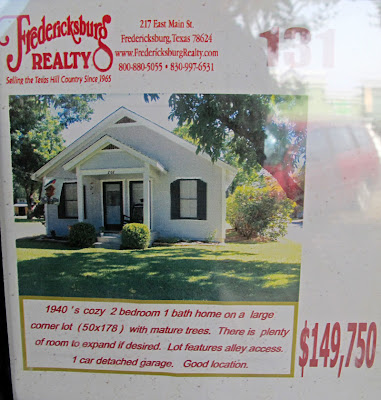 Fredericksburg
REALTY
Selling the Texas Hill Country Since 1965
217 East Main St.
Fredericksburg, Texas 78624
www.FredericksburgRealty.com
800-880-5055 • 830-997-6531
131
1940 's cozy 2 bedroom 1 bath home on a large
corner lot (50x178) with mature trees. There is plenty
of room to expand if desired. Lot features alley access.
1 car detached garage. Good location.
$149,750